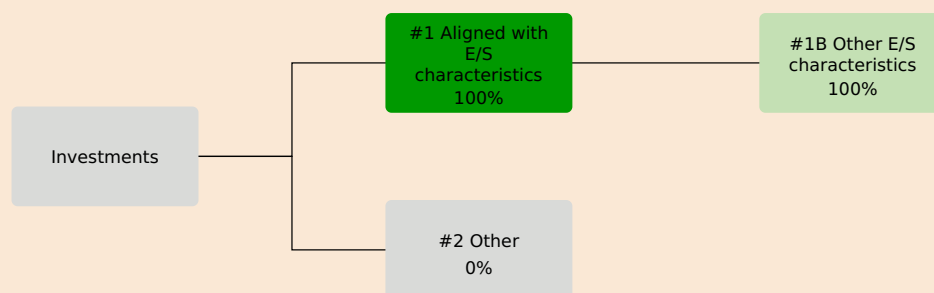 #1 Aligned with
E/S
characteristics
100%
#1B Other E/S
characteristics
100%
Investments
#2 Other
0%